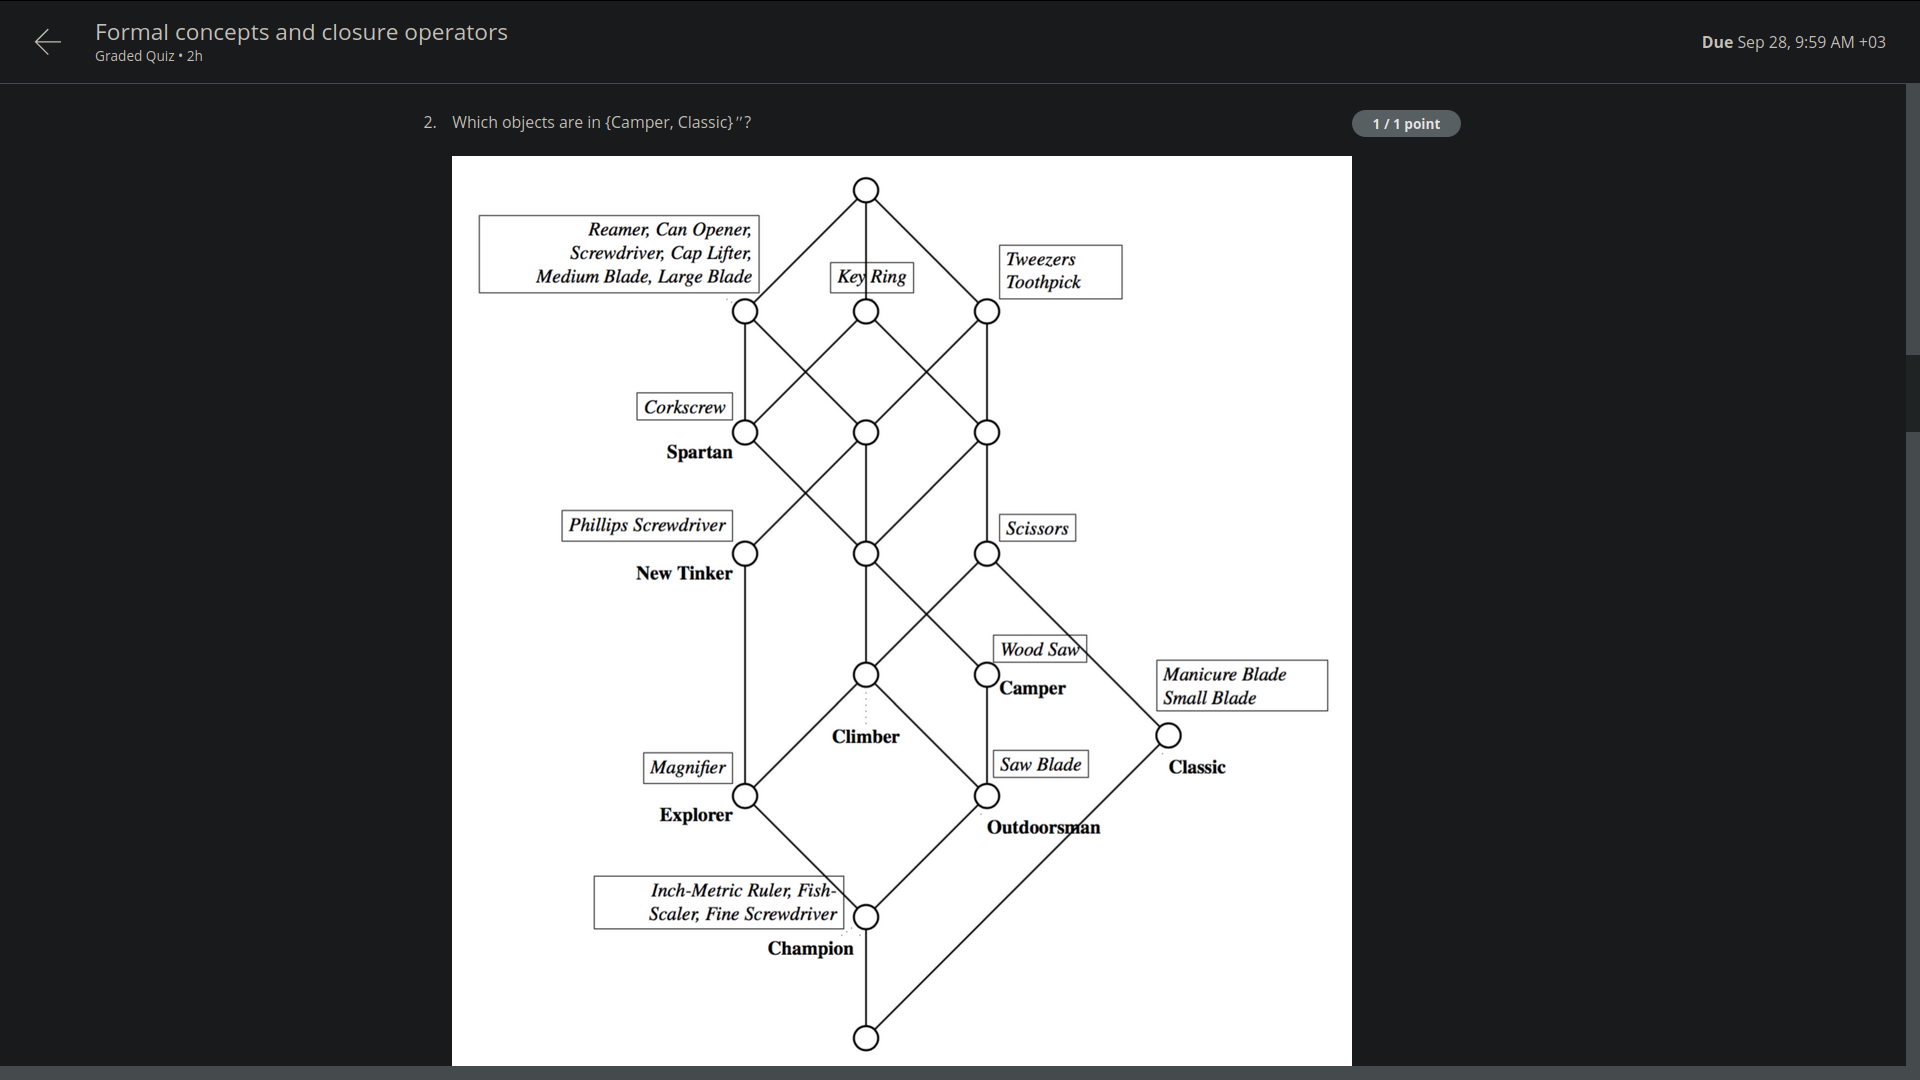 Formal concepts and closure operators
Graded Quiz • 2h
Due Sep 28, 9:59 AM +03
2. Which objects are in {Camper, Classic}″?
1 / 1 point
Reamer, Can Opener,
Screwdriver, Cap Lifter,
Medium Blade, Large Blade
Key Ring
Tweezers
Toothpick
Corkscrew
Spartan
Phillips Screwdriver
New Tinker
Scissors
Wood Saw
Camper
Manicure Blade
Small Blade
Climber
Classic
Magnifier
Explorer
Saw Blade
Outdoorsman
Inch-Metric Ruler, Fish-
Scaler, Fine Screwdriver
Champion